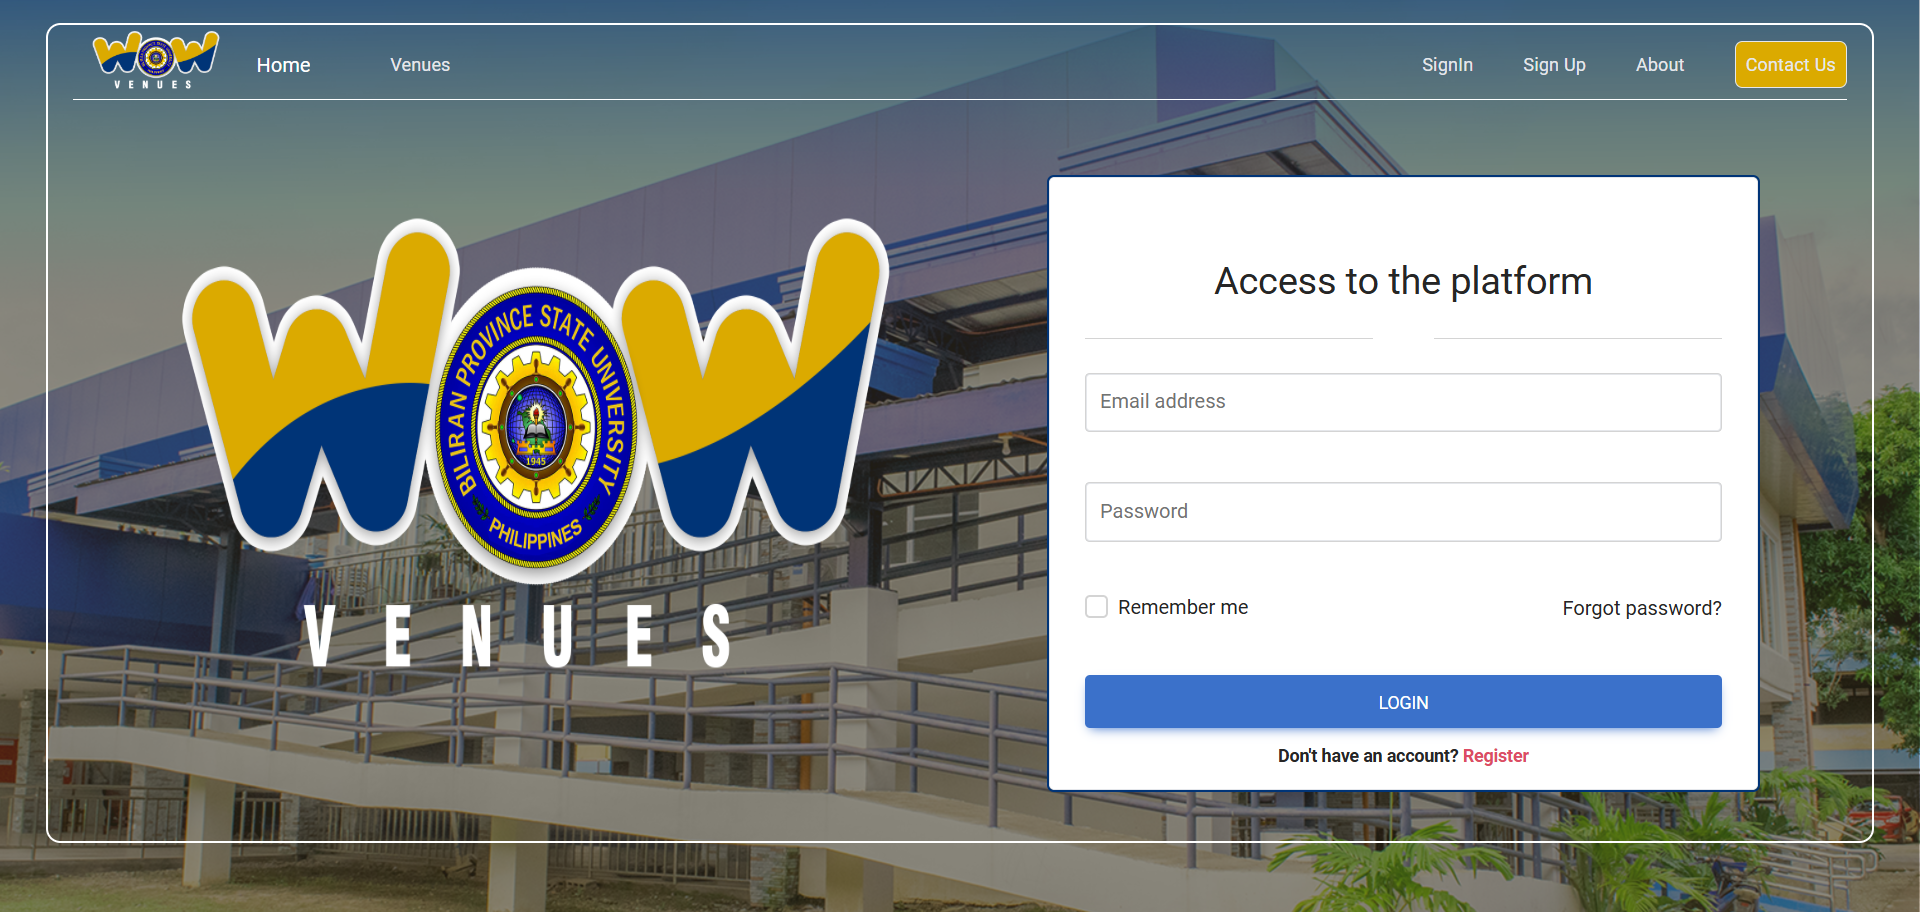 WOW
VENUES
Home
Venues
SignIn
Sign Up
About
Contact Us
WOW
BILIRAN PROVINCE STATE UNIVERSITY
1945
PHILIPPINES
VENUES
Access to the platform
Email address
Password
Remember me
Forgot password?
LOGIN
Don't have an account? Register